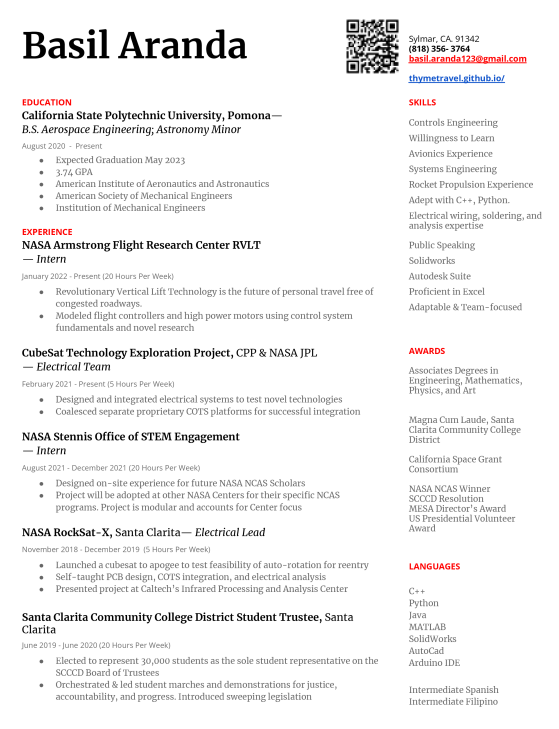 Basil Aranda
Sylmar, CA. 91342
(818) 356- 3764
basil.aranda123@gmail.com
thymetravel.github.io/
EDUCATION
California State Polytechnic University, Pomona—
B.S. Aerospace Engineering; Astronomy Minor
August 2020 - Present
● Expected Graduation May 2023
● 3.74 GPA
● American Institute of Aeronautics and Astronautics
● American Society of Mechanical Engineers
● Institution of Mechanical Engineers
EXPERIENCE
NASA Armstrong Flight Research Center RVLT
— Intern
January 2022 - Present (20 Hours Per Week)
● Revolutionary Vertical Lift Technology is the future of personal travel free of
congested roadways.
● Modeled flight controllers and high power motors using control system
fundamentals and novel research
CubeSat Technology Exploration Project, CPP & NASA JPL
— Electrical Team
February 2021 - Present (5 Hours Per Week)
● Designed and integrated electrical systems to test novel technologies
● Coalesced separate proprietary COTS platforms for successful integration
NASA Stennis Office of STEM Engagement
— Intern
August 2021 - December 2021 (20 Hours Per Week)
● Designed on-site experience for future NASA NCAS Scholars
● Project will be adopted at other NASA Centers for their specific NCAS
programs. Project is modular and accounts for Center focus
NASA RockSat-X, Santa Clarita— Electrical Lead
November 2018 - December 2019 (5 Hours Per Week)
● Launched a cubesat to apogee to test feasibility of auto-rotation for reentry
● Self-taught PCB design, COTS integration, and electrical analysis
● Presented project at Caltech's Infrared Processing and Analysis Center
Santa Clarita Community College District Student Trustee, Santa
Clarita
June 2019 - June 2020 (20 Hours Per Week)
● Elected to represent 30,000 students as the sole student representative on the
SCCCD Board of Trustees
● Orchestrated & led student marches and demonstrations for justice,
accountability, and progress. Introduced sweeping legislation
SKILLS
Controls Engineering
Willingness to Learn
Avionics Experience
Systems Engineering
Rocket Propulsion Experience
Adept with C++, Python.
Electrical wiring, soldering, and
analysis expertise
Public Speaking
Solidworks
Autodesk Suite
Proficient in Excel
Adaptable & Team-focused
AWARDS
Associates Degrees in
Engineering, Mathematics,
Physics, and Art
Magna Cum Laude, Santa
Clarita Community College
District
California Space Grant
Consortium
NASA NCAS Winner
SCCCD Resolution
MESA Director's Award
US Presidential Volunteer
Award
LANGUAGES
C++
Python
Java
MATLAB
SolidWorks
AutoCad
Arduino IDE
Intermediate Spanish
Intermediate Filipino